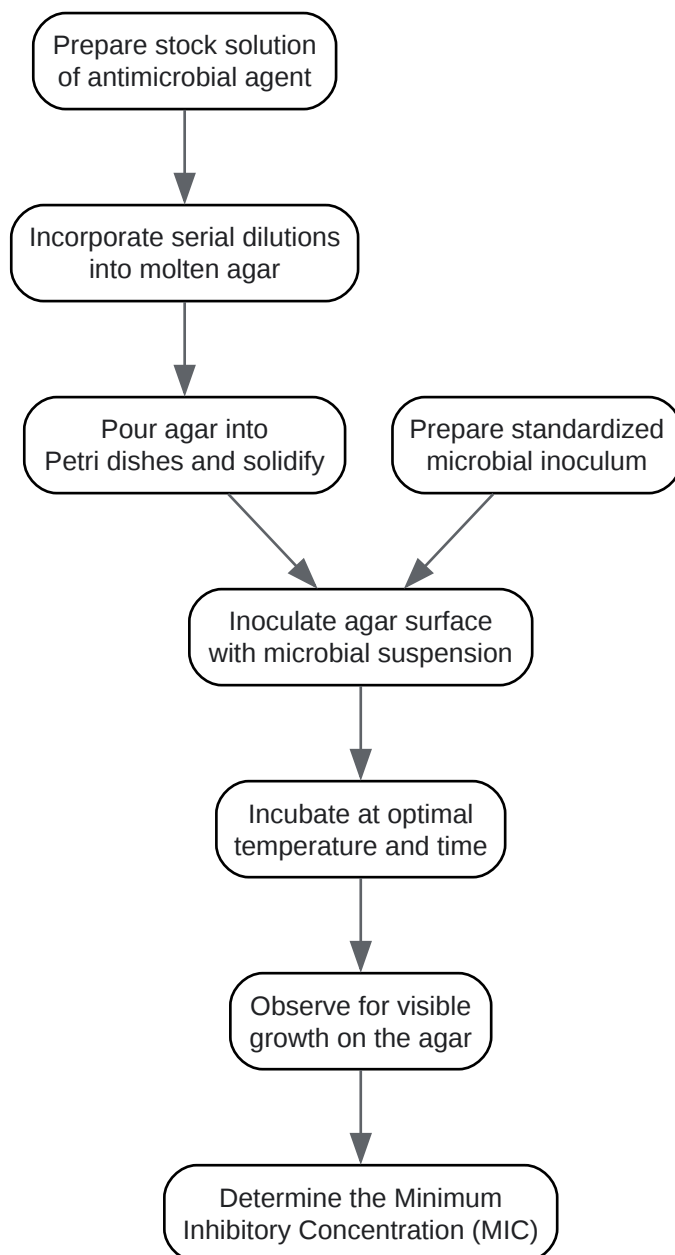 Prepare stock solution
of antimicrobial agent
Incorporate serial dilutions
into molten agar
Pour agar into
Petri dishes and solidify
Prepare standardized
microbial inoculum
Inoculate agar surface
with microbial suspension
Incubate at optimal
temperature and time
Observe for visible
growth on the agar
Determine the Minimum
Inhibitory Concentration (MIC)